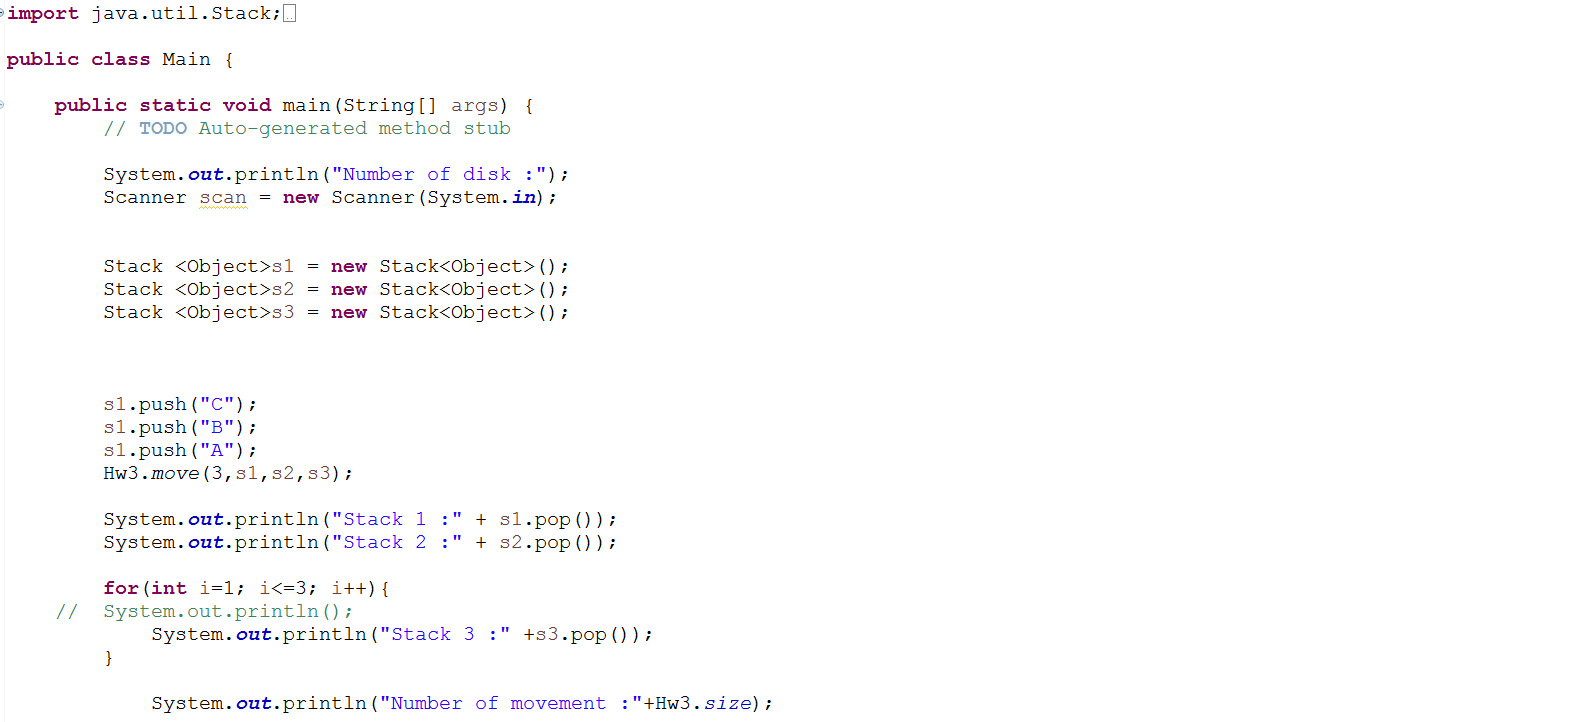 import java.util.Stack;
public class Main {
public static void main(String[] args) {
// TODO Auto-generated method stub
System.out.println("Number of disk :");
Scanner scan = new Scanner(System.in);
Stack <Object>s1 = new Stack<Object>();
Stack <Object>s2 = new Stack<Object>();
Stack <Object>s3 = new Stack<Object>();
s1.push("C");
s1.push("B");
s1.push("A");
Hw3.move(3,s1,s2,s3);
System.out.println("Stack 1 :" + s1.pop());
System.out.println("Stack 2 :" + s2.pop());
for(int i=1; i<=3; i++){
// System.out.println();
System.out.println("Stack 3 :" +s3.pop());
}
System.out.println("Number of movement :"+Hw3.size);